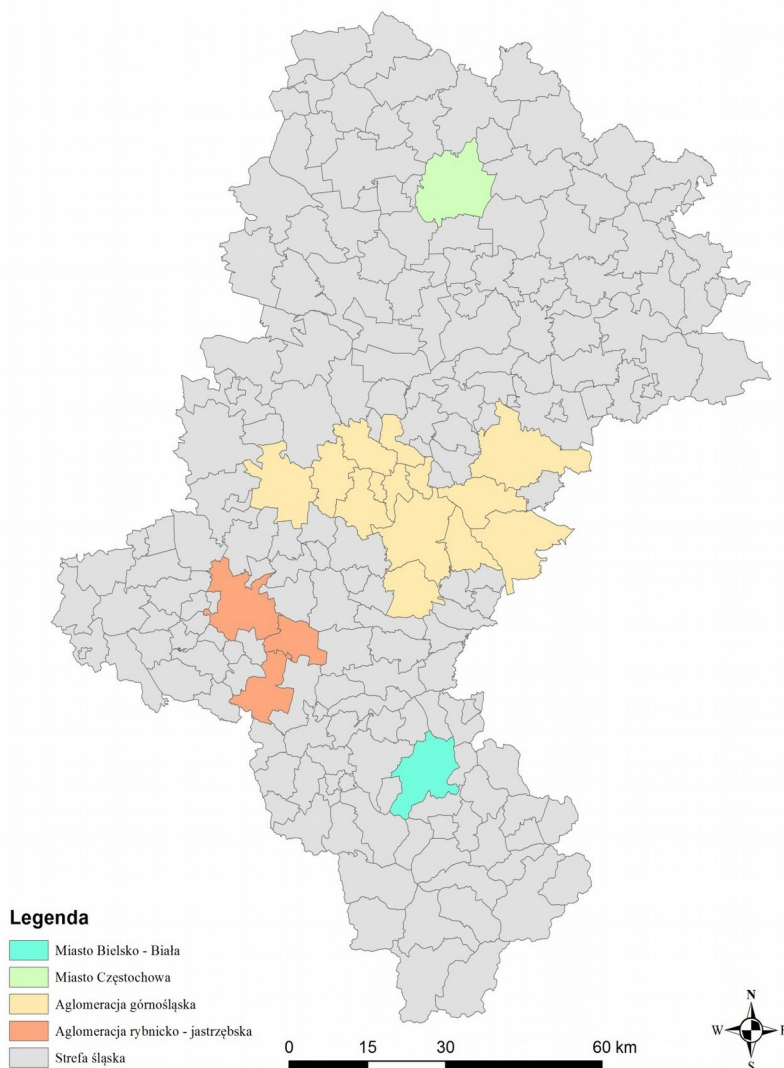 Legenda
Miasto Bielsko - Biała
Miasto Częstochowa
Aglomeracja górnośląska
Aglomeracja rybnicko - jastrzębska
Strefa śląska
0 15 30 60 km
N
W E
S